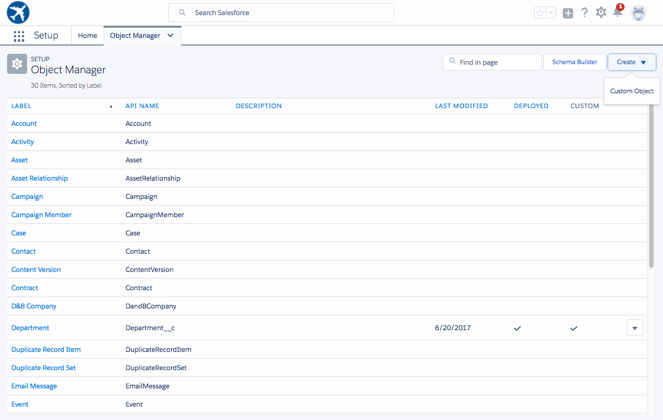 Search Salesforce
1
Setup Home Object Manager
SETUP
Object Manager
30 Items, Sorted by Label
Find in page Schema Builder Create
Custom Object
LABEL API NAME DESCRIPTION LAST MODIFIED DEPLOYED CUSTOM
Account Account
Activity Activity
Asset Asset
Asset Relationship AssetRelationship
Campaign Campaign
Campaign Member CampaignMember
Case Case
Contact Contact
Content Version ContentVersion
Contract Contract
D&B Company DandBCompany
Department Department__c 6/20/2017
Duplicate Record Item DuplicateRecordItem
Duplicate Record Set DuplicateRecordSet
Email Message EmailMessage
Event Event